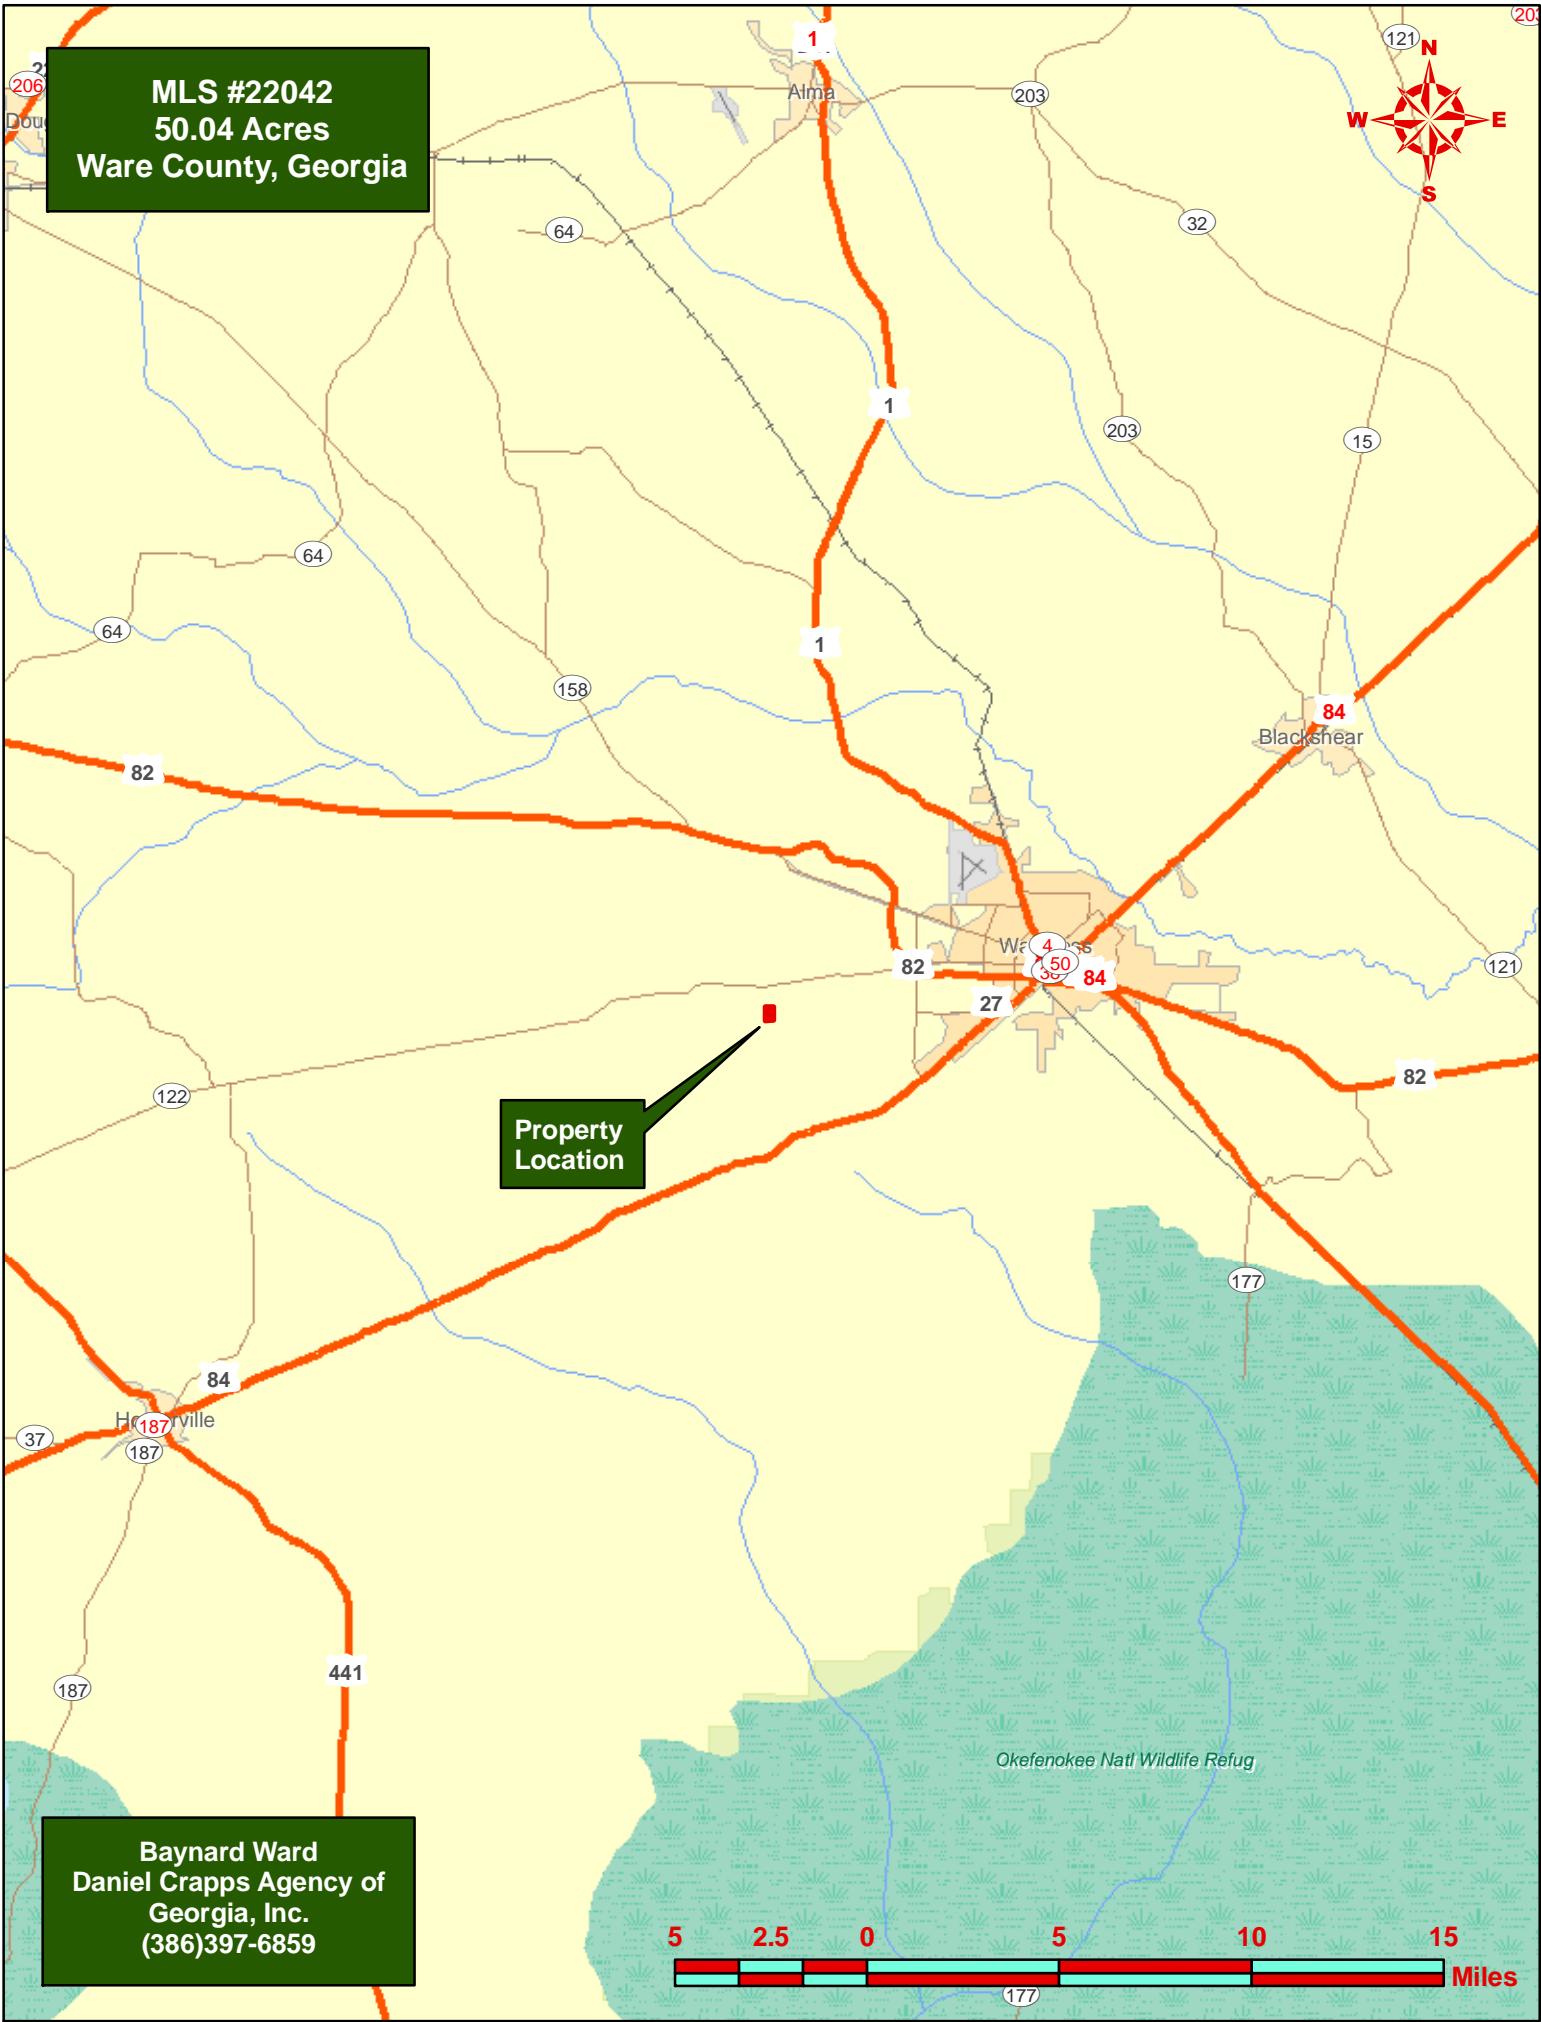 MLS #22042
50.04 Acres
Ware County, Georgia
206
1
Alma
203
121
N
W
E
S
32
64
1
203
15
64
64
1
158
84
Blackshear
82
4
50
82
84
27
121
82
122
Property
Location
177
84
187
37
187
441
187
Okefenokee Natl Wildlife Refug
Baynard Ward
Daniel Crapps Agency of
Georgia, Inc.
(386)397-6859
5 2.5 0 5 10 15
Miles
177